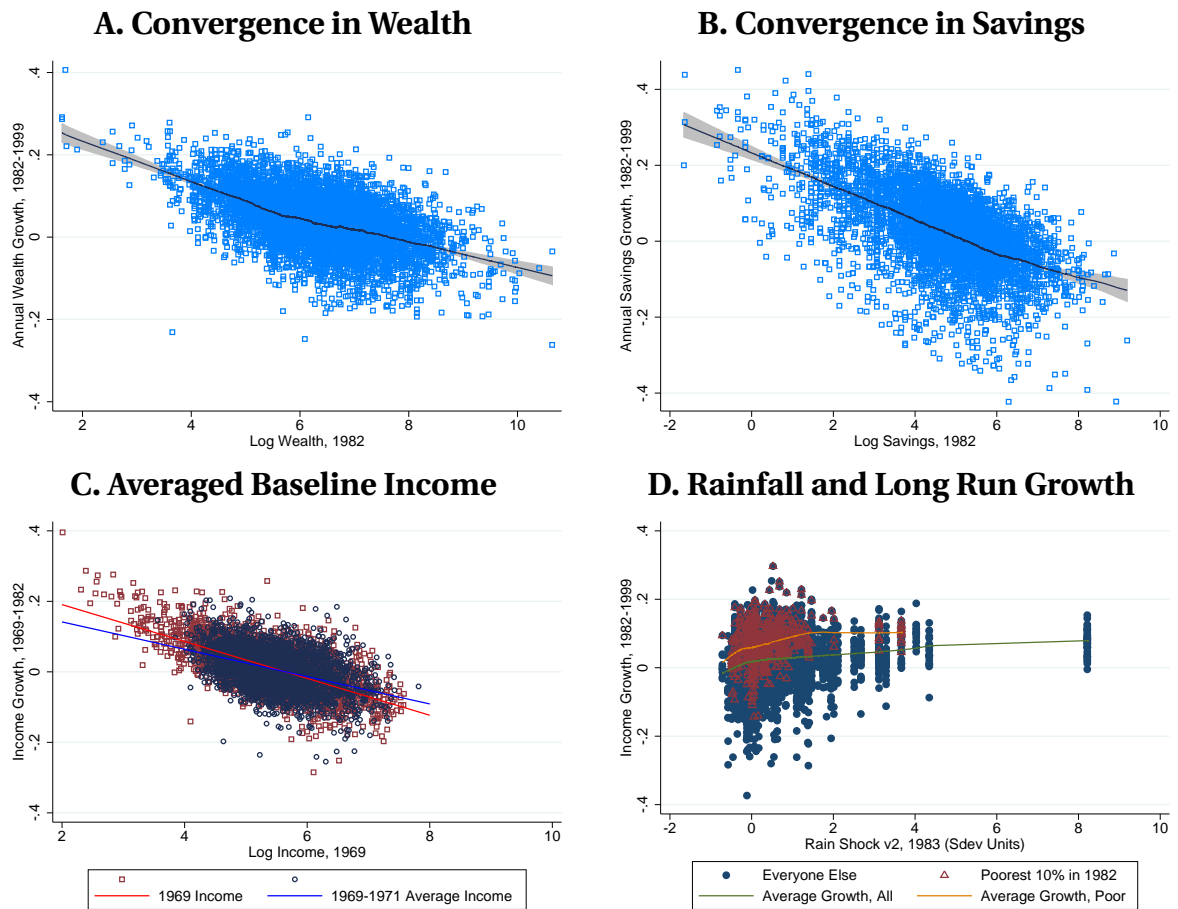 A. Convergence in Wealth
Annual Wealth Growth, 1982-1999
.4
.2
0
-.2
-.4
2
4
6
8
10
Log Wealth, 1982
B. Convergence in Savings
Annual Savings Growth, 1982-1999
.4
.2
0
-.2
-.4
-2
0
2
4
6
8
10
Log Savings, 1982
C. Averaged Baseline Income
Income Growth, 1969-1982
.4
.2
0
-.2
-.4
2
4
6
8
10
Log Income, 1969
1969 Income
1969-1971 Average Income
D. Rainfall and Long Run Growth
Income Growth, 1982-1999
.4
.2
0
-.2
-.4
-2
0
2
4
6
8
10
Rain Shock v2, 1983 (Sdev Units)
Everyone Else
Poorest 10% in 1982
Average Growth, All
Average Growth, Poor